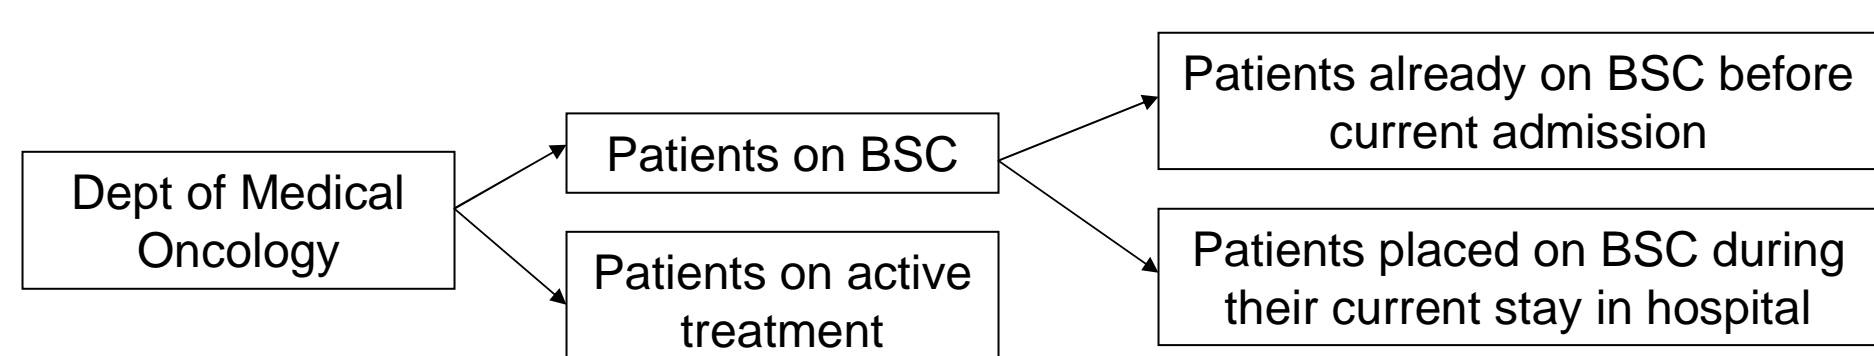 Dept of Medical
Oncology
Patients on BSC
Patients on active
treatment
Patients already on BSC before
current admission
Patients placed on BSC during
their current stay in hospital